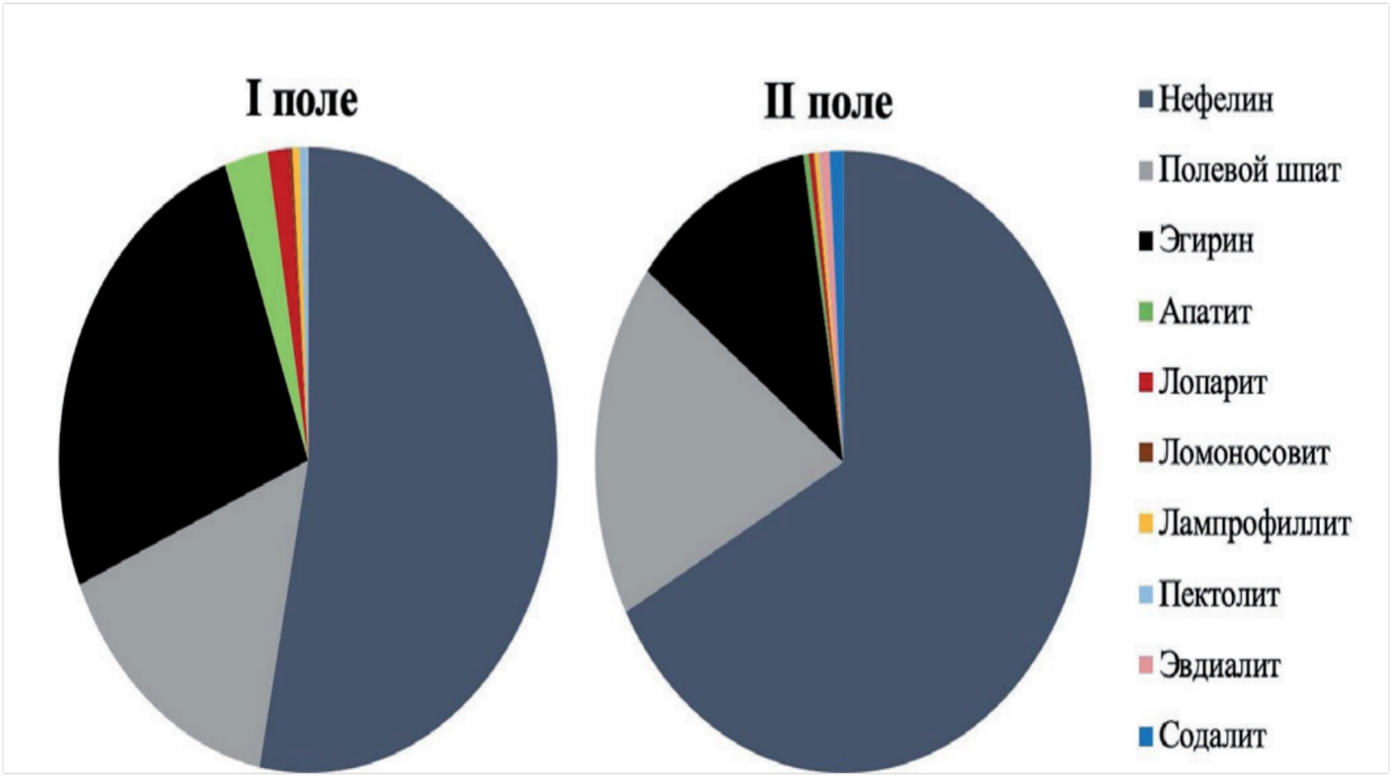 I поле
II поле
Нефелин
Полевой шпат
Эгирин
Апатит
Лопарит
Ломоносовит
Лампрофиллит
Пектолит
Эвдиалит
Содалит